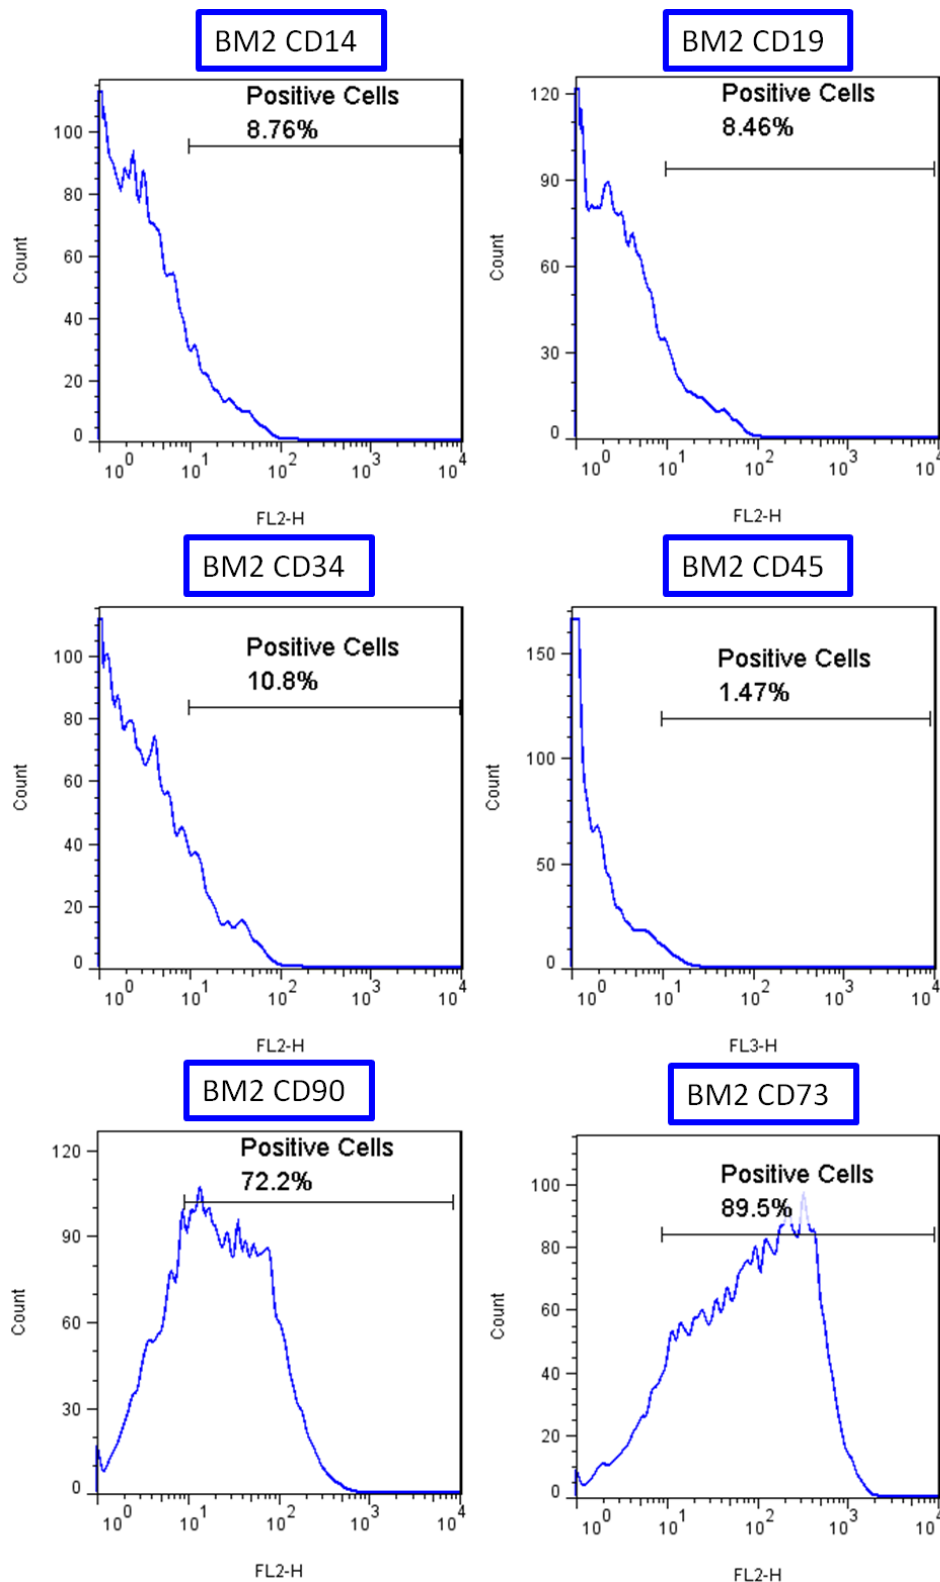 BM2 CD14
Positive Cells
8.76%
100
80
60
40
20
0
Count
10^0 10^1 10^2 10^3 10^4
FL2-H
BM2 CD19
Positive Cells
8.46%
120
90
60
30
0
Count
10^0 10^1 10^2 10^3 10^4
FL2-H
BM2 CD34
Positive Cells
10.8%
100
80
60
40
20
0
Count
10^0 10^1 10^2 10^3 10^4
FL2-H
BM2 CD45
Positive Cells
1.47%
150
100
50
0
Count
10^0 10^1 10^2 10^3 10^4
FL3-H
BM2 CD90
Positive Cells
72.2%
120
90
60
30
0
Count
10^0 10^1 10^2 10^3 10^4
FL2-H
BM2 CD73
Positive Cells
89.5%
100
80
60
40
20
0
Count
10^0 10^1 10^2 10^3 10^4
FL2-H